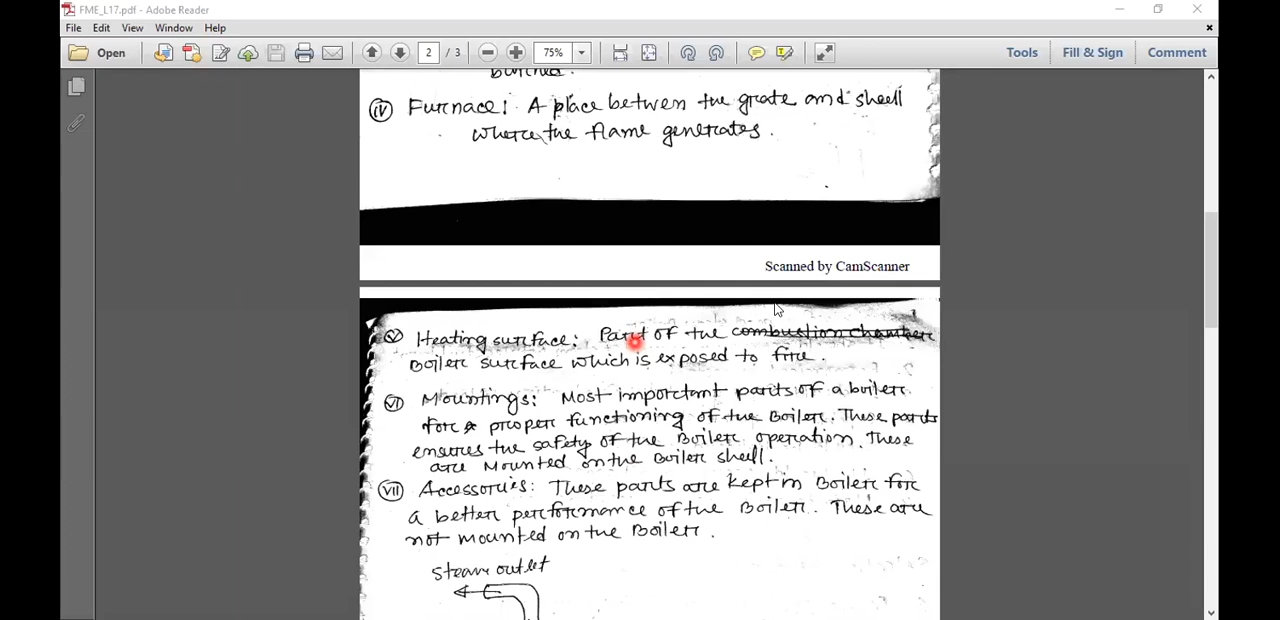 FME_L17.pdf - Adobe Reader
File Edit View Window Help
Open 2 / 3 75% Tools Fill & Sign Comment
(iv) Furnace: A place between the grate and shell
where the flame generates.
Scanned by CamScanner
(v) Heating surface: Part of the combustion chamber
Boiler surface which is exposed to fire.
(vi) Mountings: Most important parts of a boiler
for a proper functioning of the Boiler. These parts
ensures the safety of the Boiler operation. These
are Mounted on the Boiler shell.
(vii) Accessories: These parts are kept in Boiler for
a better performance of the Boiler. These are
not mounted on the Boiler.
Steam outlet